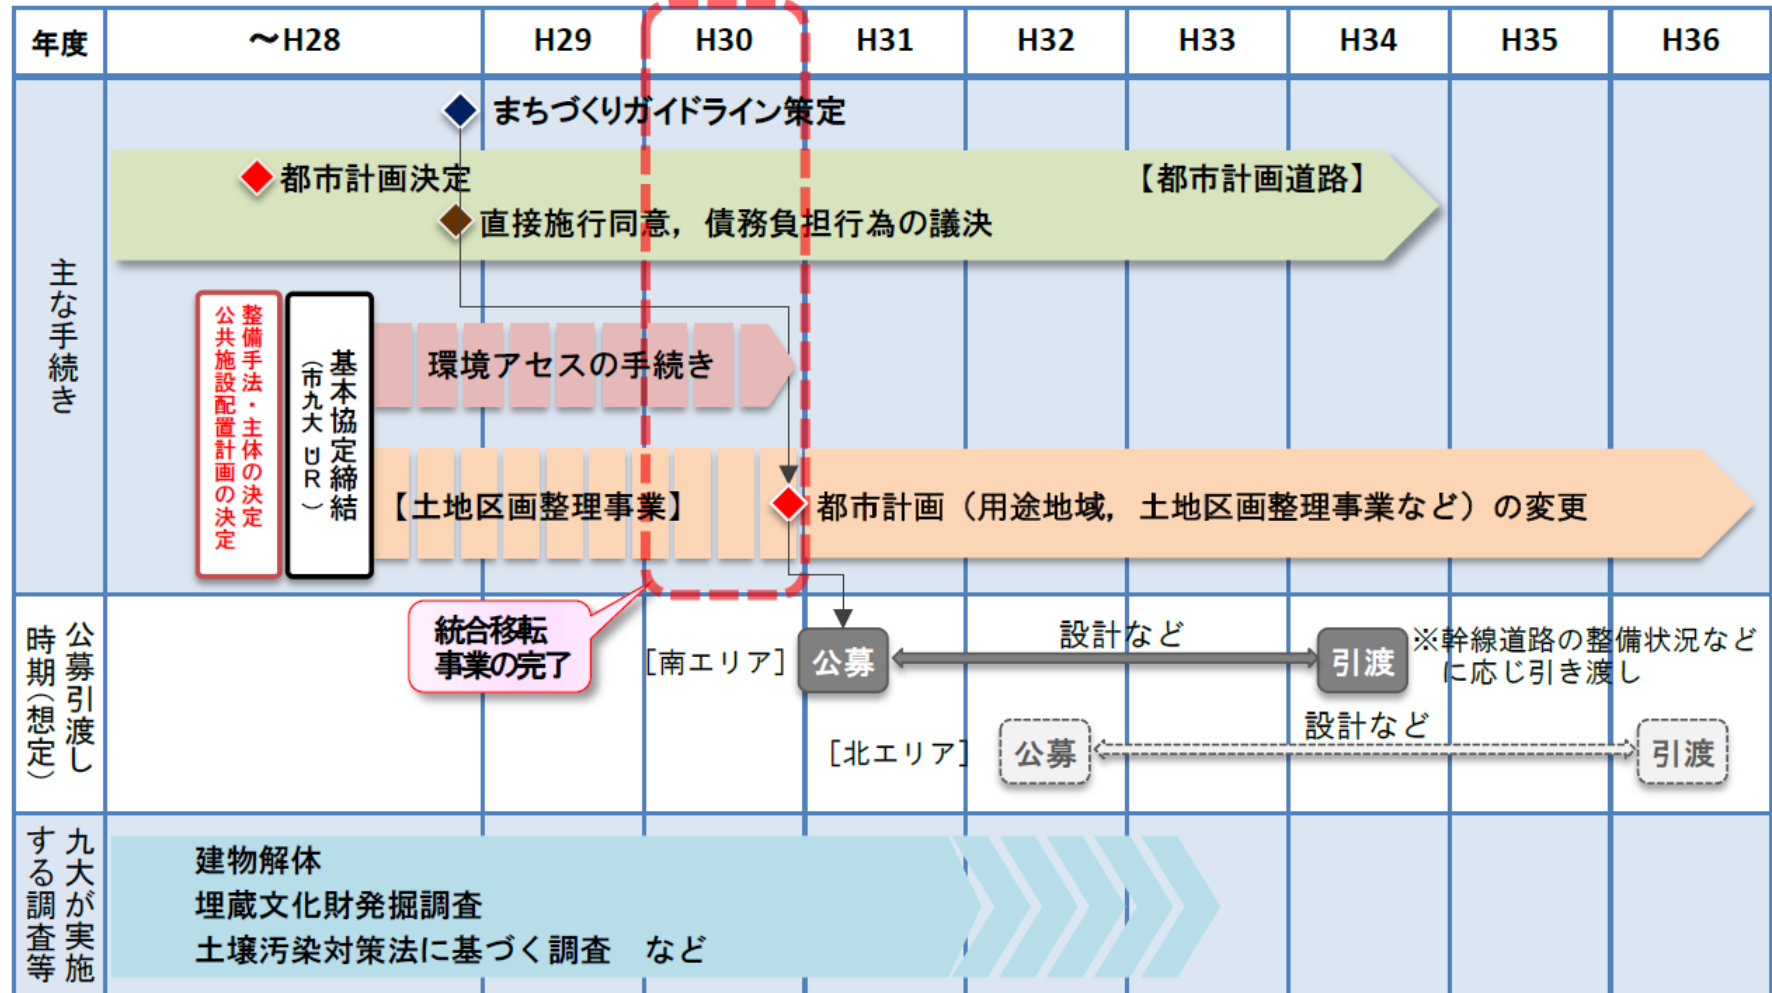 年度
～H28
H29
H30
H31
H32
H33
H34
H35
H36
主な手続き
まちづくりガイドライン策定
都市計画決定
【都市計画道路】
直接施行同意，債務負担行為の議決
整備手法・主体の決定
公共施設配置計画の決定
基本協定締結
（市九大UR）
環境アセスの手続き
【土地区画整理事業】
都市計画（用途地域，土地区画整理事業など）の変更
統合移転
事業の完了
公募引渡し
時期（想定）
［南エリア］
公募
設計など
引渡
※幹線道路の整備状況など
に応じ引き渡し
［北エリア］
公募
設計など
引渡
九大が実施
する調査等
建物解体
埋蔵文化財発掘調査
土壌汚染対策法に基づく調査　など